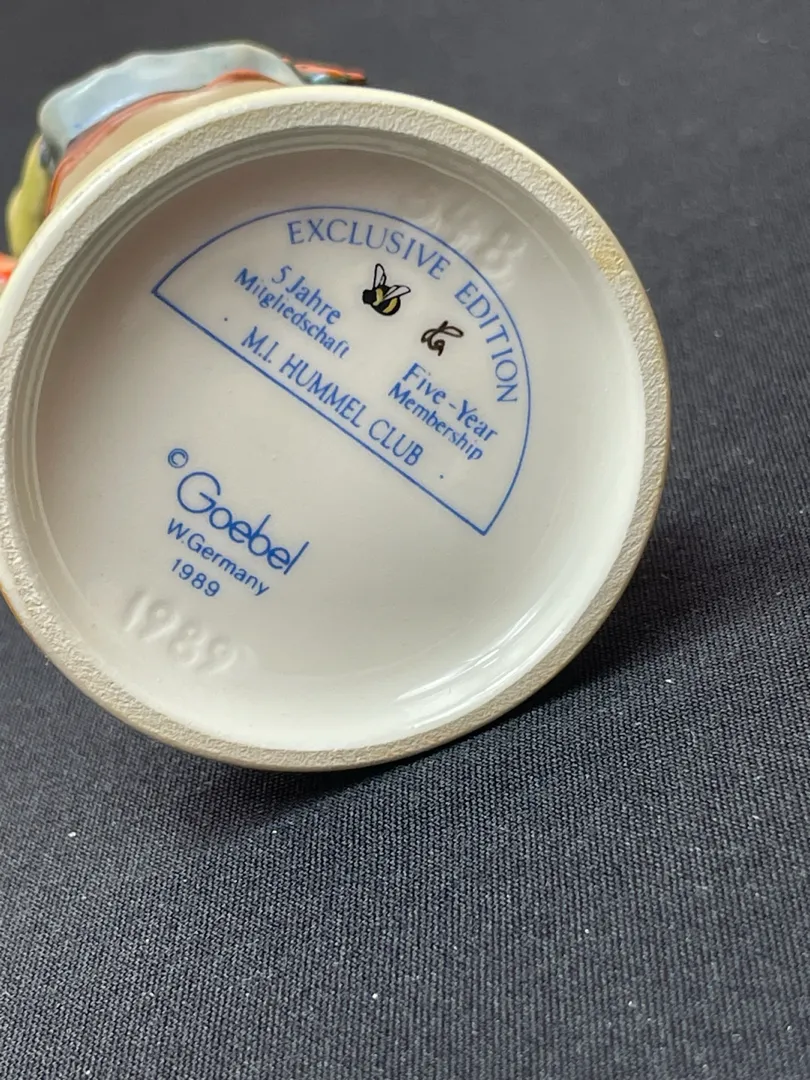 EXCLUSIVE EDITION
5 Jahre
Mitgliedschaft
Five-Year
Membership
M.I. HUMMEL CLUB
© Goebel
W. Germany
1989
1989